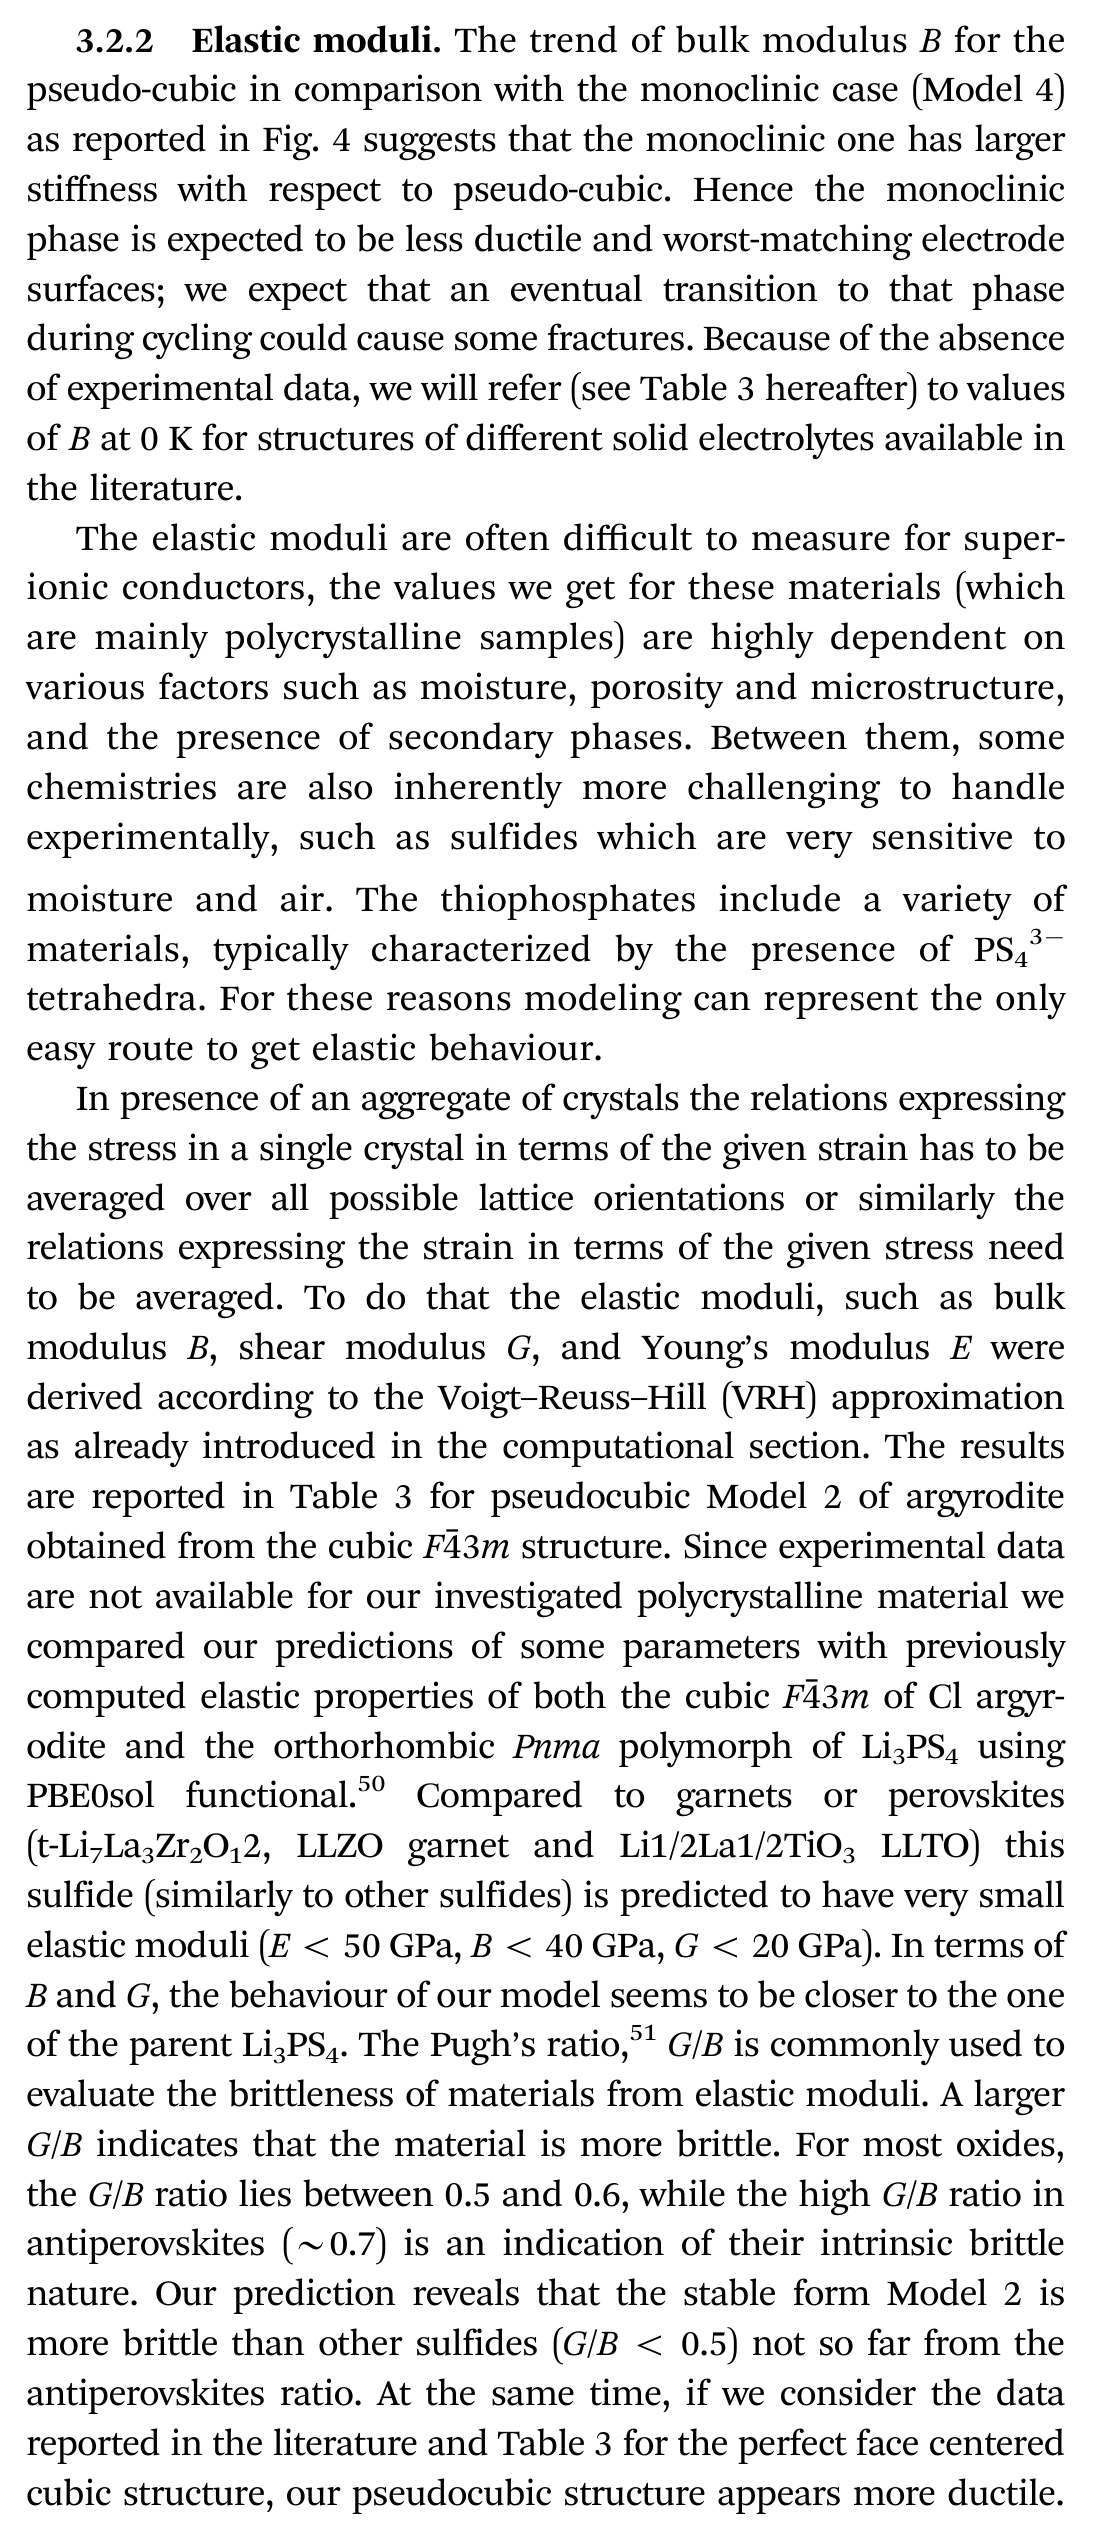 3.2.2 Elastic moduli. The trend of bulk modulus B for the
pseudo-cubic in comparison with the monoclinic case (Model 4)
as reported in Fig. 4 suggests that the monoclinic one has larger
stiffness with respect to pseudo-cubic. Hence the monoclinic
phase is expected to be less ductile and worst-matching electrode
surfaces; we expect that an eventual transition to that phase
during cycling could cause some fractures. Because of the absence
of experimental data, we will refer (see Table 3 hereafter) to values
of B at 0 K for structures of different solid electrolytes available in
the literature.
The elastic moduli are often difficult to measure for super-
ionic conductors, the values we get for these materials (which
are mainly polycrystalline samples) are highly dependent on
various factors such as moisture, porosity and microstructure,
and the presence of secondary phases. Between them, some
chemistries are also inherently more challenging to handle
experimentally, such as sulfides which are very sensitive to
moisture and air. The thiophosphates include a variety of
materials, typically characterized by the presence of PS₄³⁻
tetrahedra. For these reasons modeling can represent the only
easy route to get elastic behaviour.
In presence of an aggregate of crystals the relations expressing
the stress in a single crystal in terms of the given strain has to be
averaged over all possible lattice orientations or similarly the
relations expressing the strain in terms of the given stress need
to be averaged. To do that the elastic moduli, such as bulk
modulus B, shear modulus G, and Young's modulus E were
derived according to the Voigt–Reuss–Hill (VRH) approximation
as already introduced in the computational section. The results
are reported in Table 3 for pseudocubic Model 2 of argyrodite
obtained from the cubic F4̄3m structure. Since experimental data
are not available for our investigated polycrystalline material we
compared our predictions of some parameters with previously
computed elastic properties of both the cubic F4̄3m of Cl argyr-
odite and the orthorhombic Pnma polymorph of Li₃PS₄ using
PBE0sol functional.⁵⁰ Compared to garnets or perovskites
(t-Li₇La₃Zr₂O₁2, LLZO garnet and Li1/2La1/2TiO₃ LLTO) this
sulfide (similarly to other sulfides) is predicted to have very small
elastic moduli (E < 50 GPa, B < 40 GPa, G < 20 GPa). In terms of
B and G, the behaviour of our model seems to be closer to the one
of the parent Li₃PS₄. The Pugh's ratio,⁵¹ G/B is commonly used to
evaluate the brittleness of materials from elastic moduli. A larger
G/B indicates that the material is more brittle. For most oxides,
the G/B ratio lies between 0.5 and 0.6, while the high G/B ratio in
antiperovskites (∼0.7) is an indication of their intrinsic brittle
nature. Our prediction reveals that the stable form Model 2 is
more brittle than other sulfides (G/B < 0.5) not so far from the
antiperovskites ratio. At the same time, if we consider the data
reported in the literature and Table 3 for the perfect face centered
cubic structure, our pseudocubic structure appears more ductile.